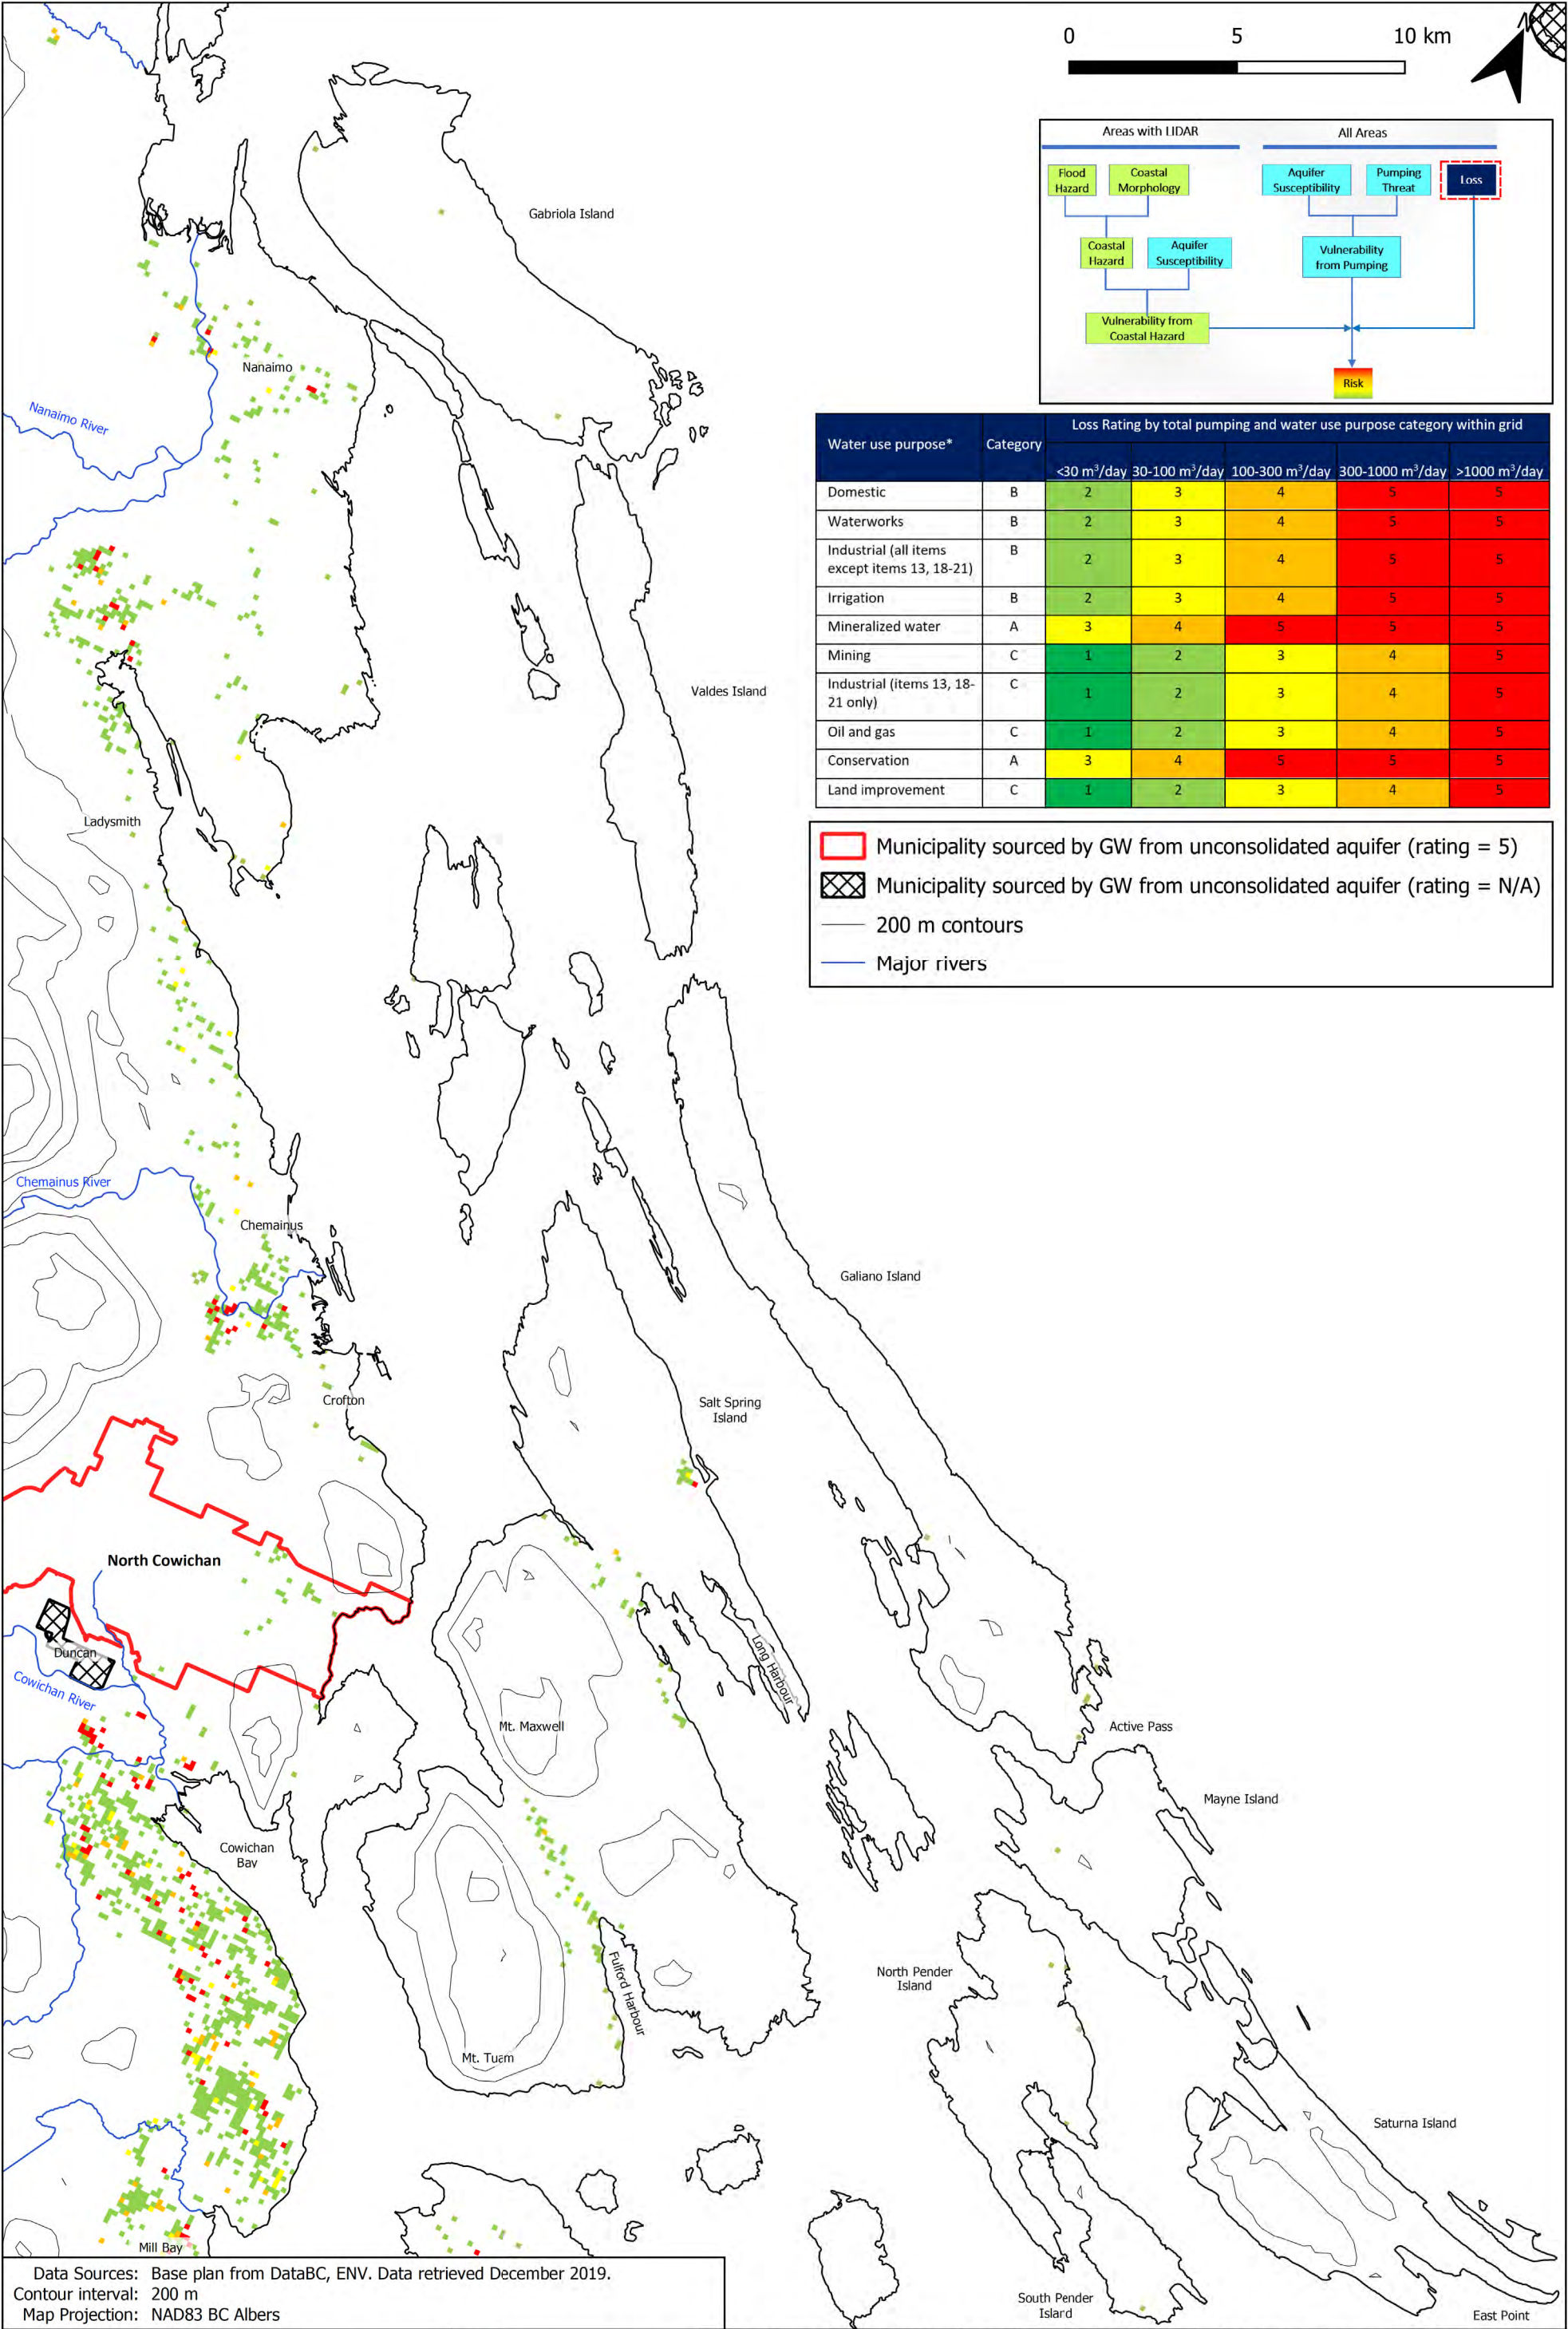 0 5 10 km
Areas with LIDAR
All Areas
Flood
Hazard
Coastal
Morphology
Aquifer
Susceptibility
Pumping
Threat
Loss
Coastal
Hazard
Aquifer
Susceptibility
Vulnerability
from Pumping
Vulnerability from
Coastal Hazard
Risk
Water use purpose* Category Loss Rating by total pumping and water use purpose category within grid
<30 m³/day 30-100 m³/day 100-300 m³/day 300-1000 m³/day >1000 m³/day
Domestic B 2 3 4 5 5
Waterworks B 2 3 4 5 5
Industrial (all items
except items 13, 18-21) B 2 3 4 5 5
Irrigation B 2 3 4 5 5
Mineralized water A 3 4 5 5 5
Mining C 1 2 3 4 5
Industrial (items 13, 18-
21 only) C 1 2 3 4 5
Oil and gas C 1 2 3 4 5
Conservation A 3 4 5 5 5
Land improvement C 1 2 3 4 5
Municipality sourced by GW from unconsolidated aquifer (rating = 5)
Municipality sourced by GW from unconsolidated aquifer (rating = N/A)
200 m contours
Major rivers
Gabriola Island
Nanaimo
Nanaimo River
Valdes Island
Ladysmith
Chemainus River
Chemainus
Galiano Island
Crofton
Salt Spring
Island
North Cowichan
Duncan
Cowichan River
Long Harbour
Mt. Maxwell
Active Pass
Mayne Island
Cowichan
Bay
North Pender
Island
Fulford Harbour
Mt. Tuam
Saturna Island
Mill Bay
South Pender
Island
East Point
Data Sources: Base plan from DataBC, ENV. Data retrieved December 2019.
Contour interval: 200 m
Map Projection: NAD83 BC Albers